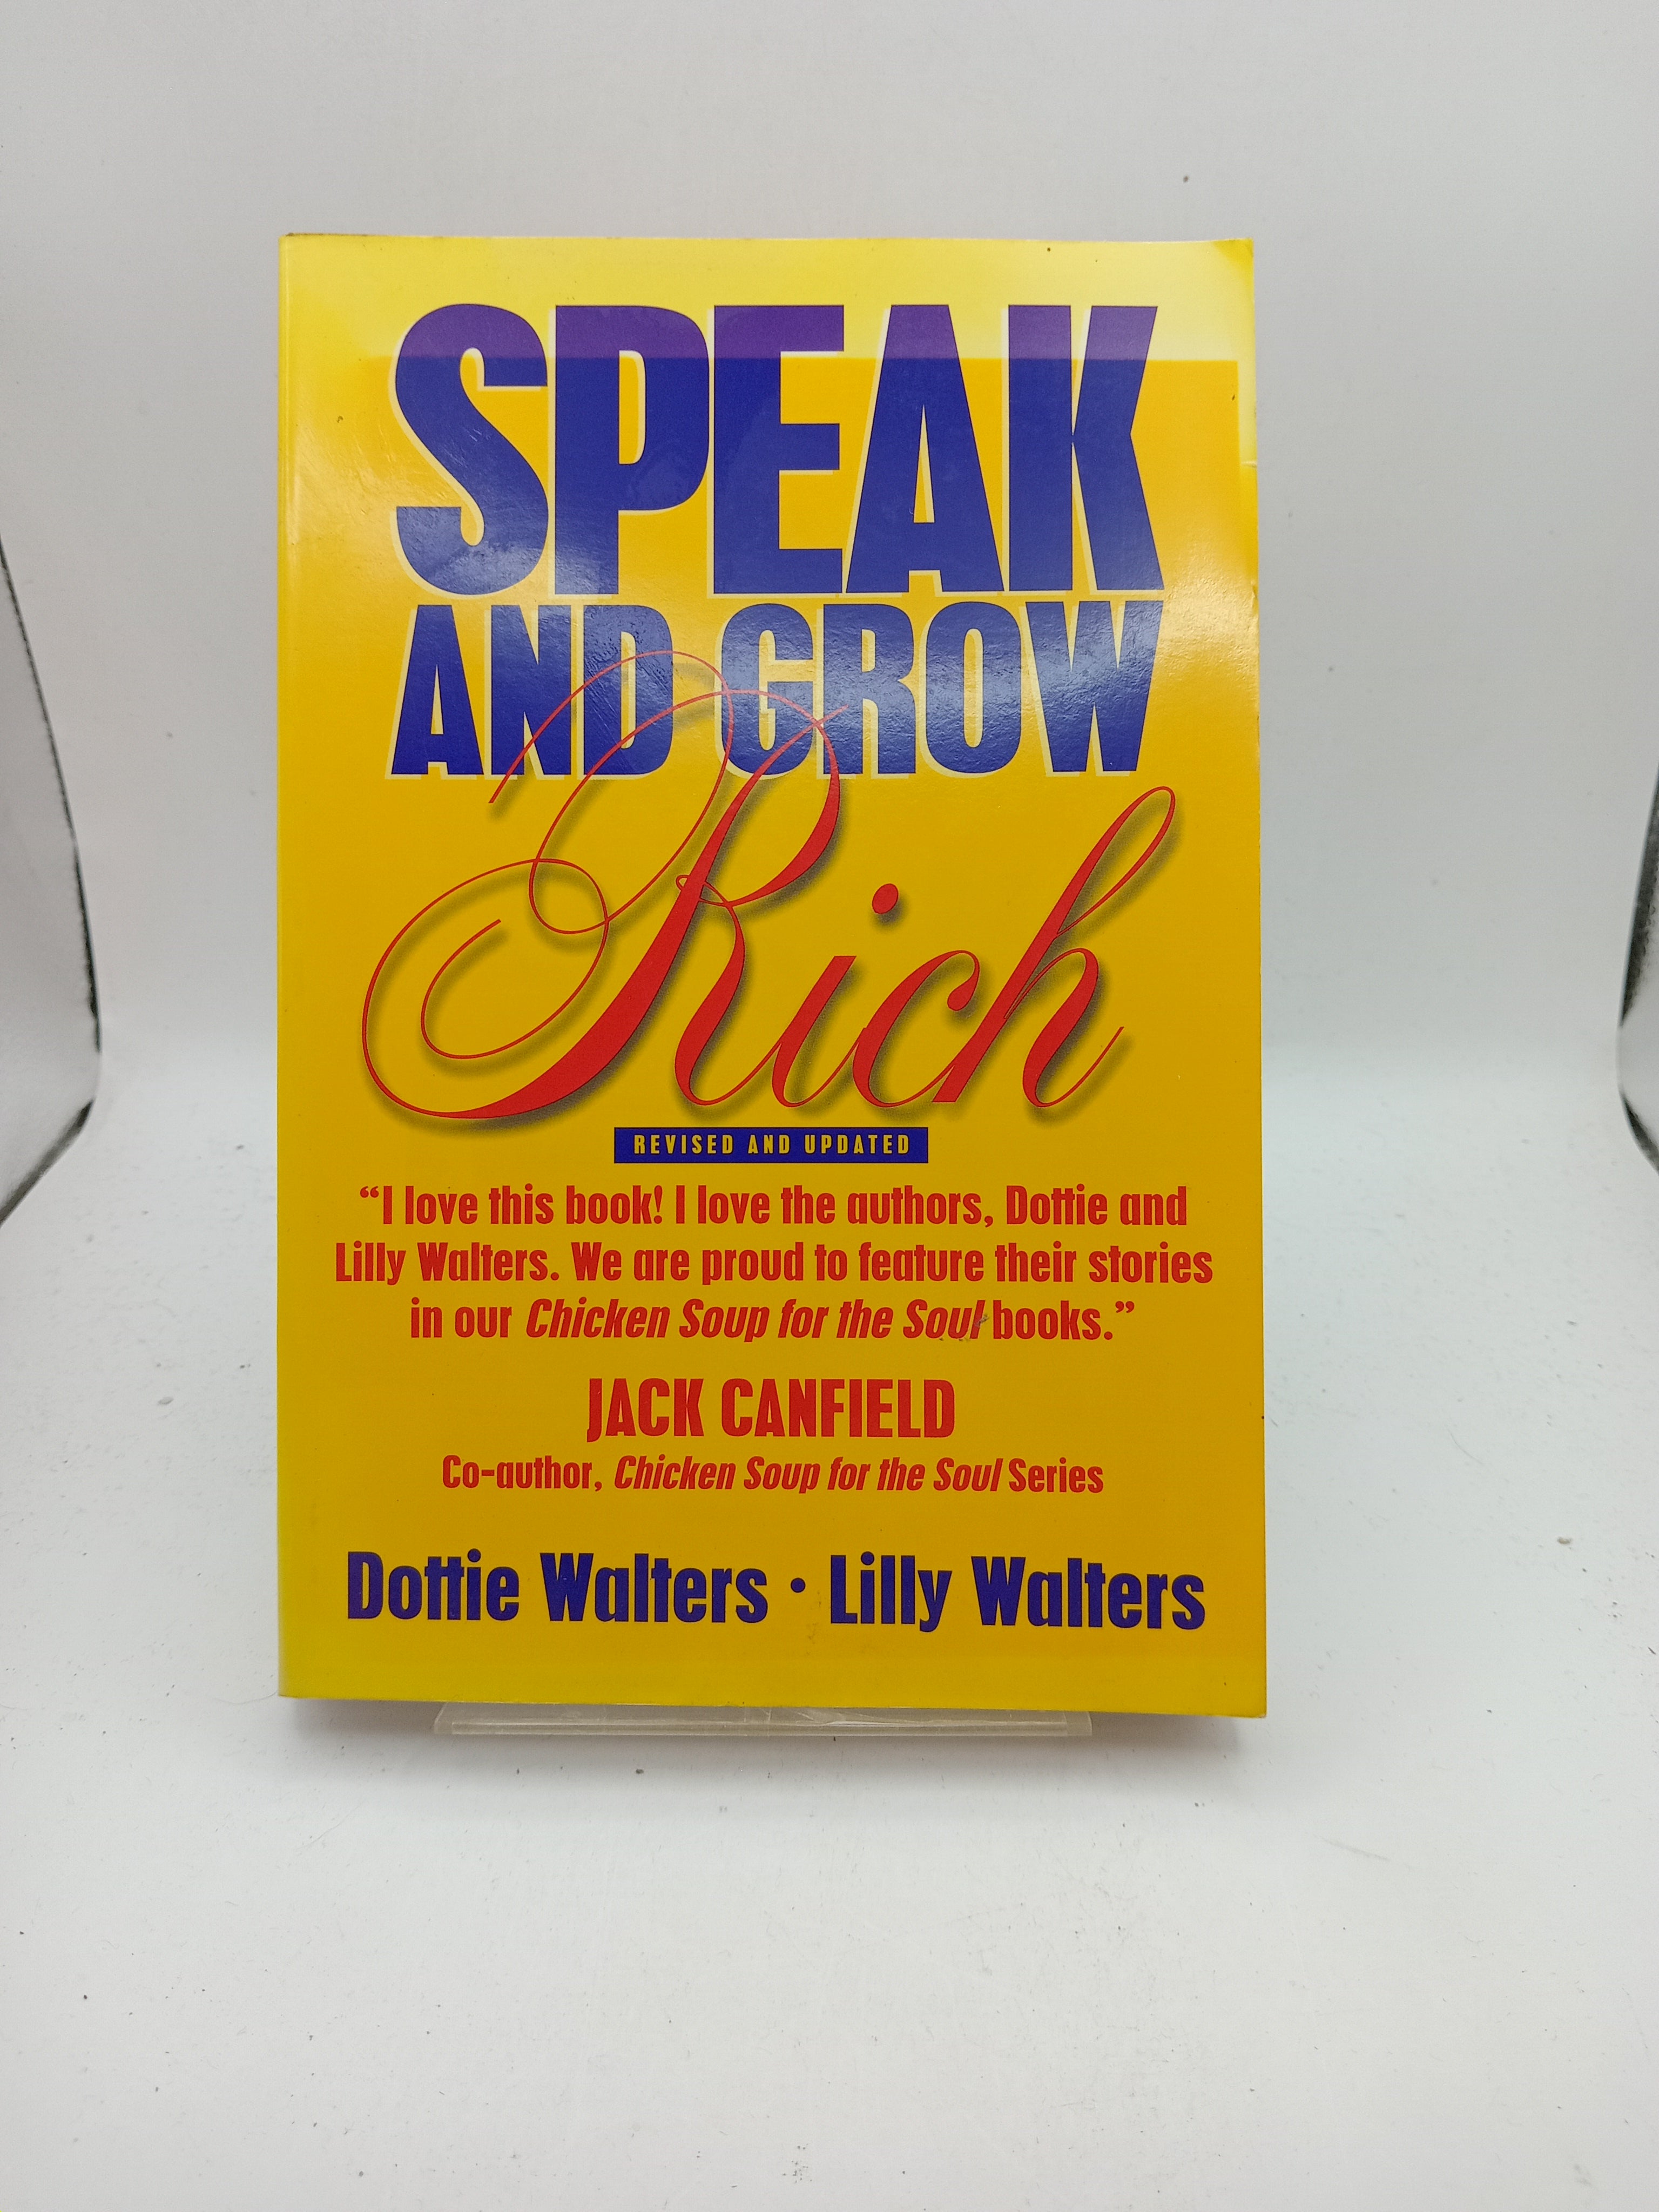 SPEAK
AND GROW
Rich
REVISED AND UPDATED
“I love this book! I love the authors, Dottie and
Lilly Walters. We are proud to feature their stories
in our Chicken Soup for the Soul books.”
JACK CANFIELD
Co-author, Chicken Soup for the Soul Series
Dottie Walters • Lilly Walters